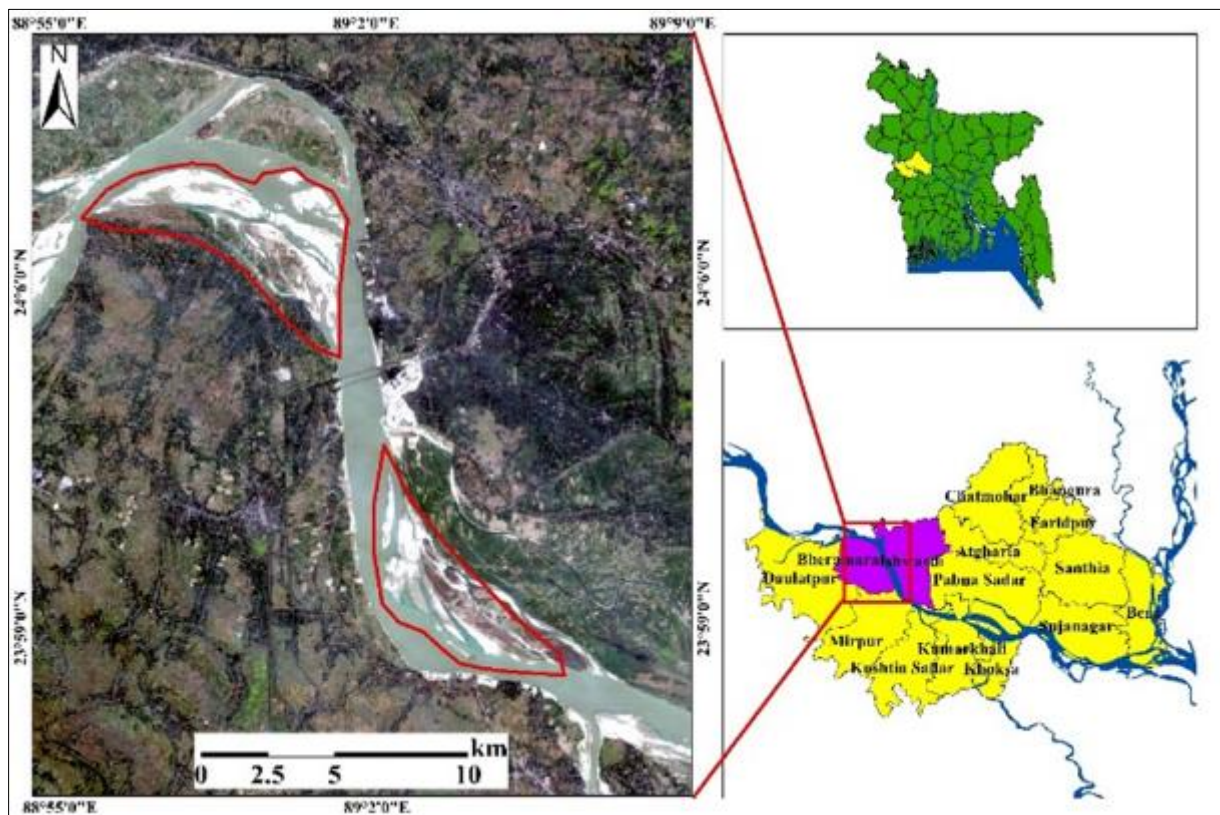 88°55'0"E
89°2'0"E
89°9'0"E
N
24°6'0"N
24°6'0"N
23°59'0"N
23°59'0"N
km
0
2.5
5
10
88°55'0"E
89°2'0"E
Chatmohar
Bhangura
Faridpur
Atgharia
Santhia
Daulatpur
Pabna Sadar
Sujanagar
Mirpur
Kumarkhali
Kushtia Sadar
Khoksa